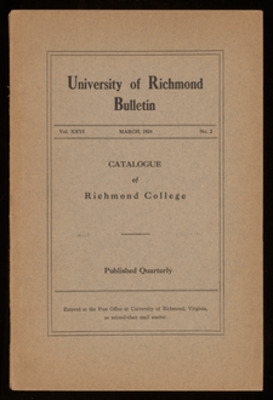 University of Richmond
Bulletin
Vol. XXVI MARCH, 1924 No. 2
CATALOGUE
of
Richmond College
Published Quarterly
Entered at the Post Office at University of Richmond, Virginia,
as second-class mail matter.